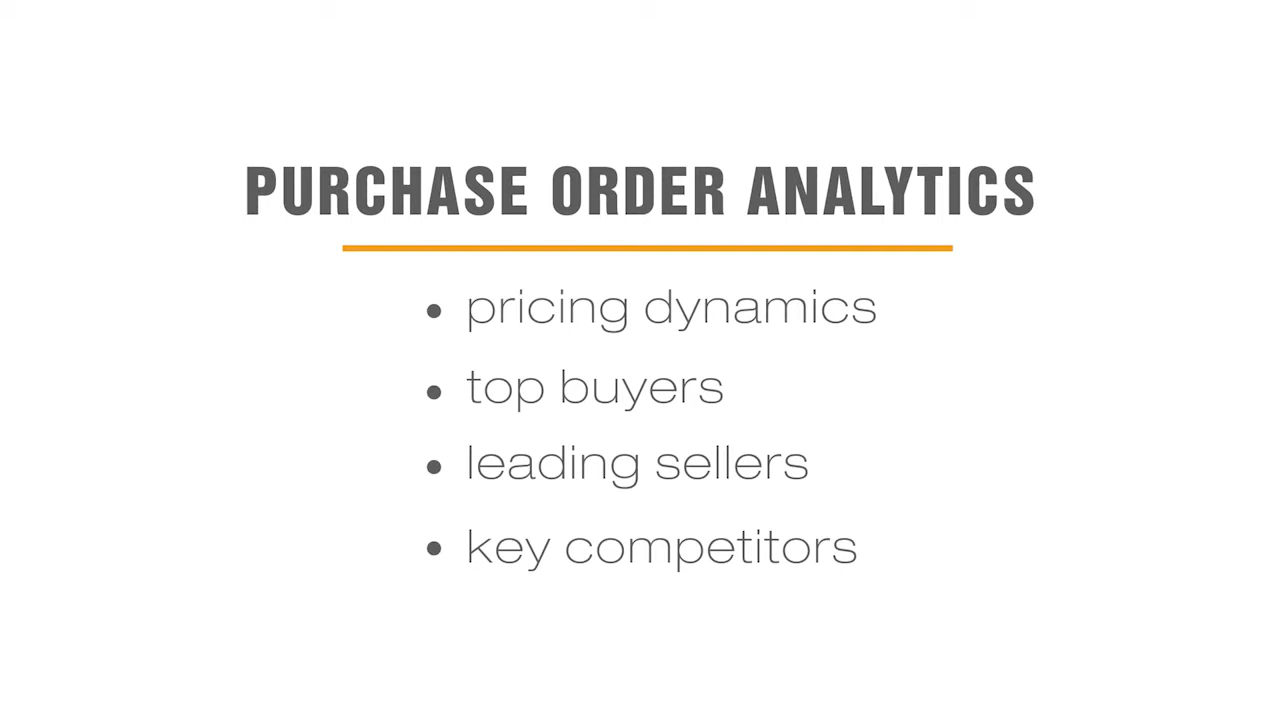 PURCHASE ORDER ANALYTICS
• pricing dynamics
• top buyers
• leading sellers
• key competitors